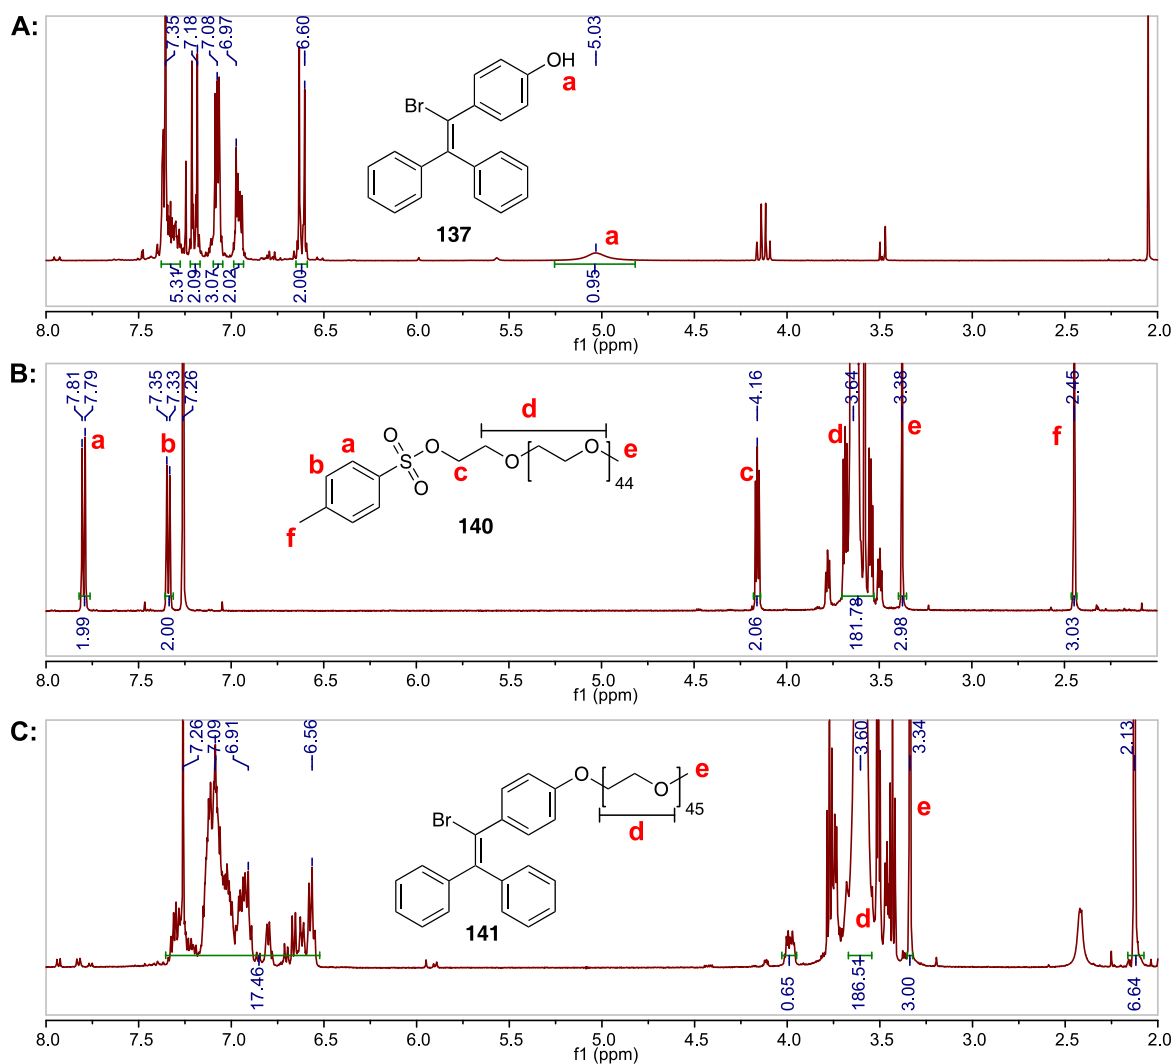 A:
7.35
7.18
7.08
6.97
6.60
5.03
OH
a
Br
137
a
5.31
2.09
3.07
2.02
2.00
0.95
8.0 7.5 7.0 6.5 6.0 5.5 5.0 4.5 4.0 3.5 3.0 2.5 2.0
f1 (ppm)
B:
7.81
7.79
7.35
7.33
7.26
4.16
3.64
3.38
2.45
a
b
c
d
e
f
d
O
S
O
O
O
O
e
44
a
b
c
f
140
1.99
2.00
2.06
181.78
2.98
3.03
8.0 7.5 7.0 6.5 6.0 5.5 5.0 4.5 4.0 3.5 3.0 2.5 2.0
f1 (ppm)
C:
7.26
7.09
6.91
6.56
3.60
3.34
2.13
O
O
e
45
d
Br
141
d
e
17.46
0.65
186.51
3.00
6.64
8.0 7.5 7.0 6.5 6.0 5.5 5.0 4.5 4.0 3.5 3.0 2.5 2.0
f1 (ppm)